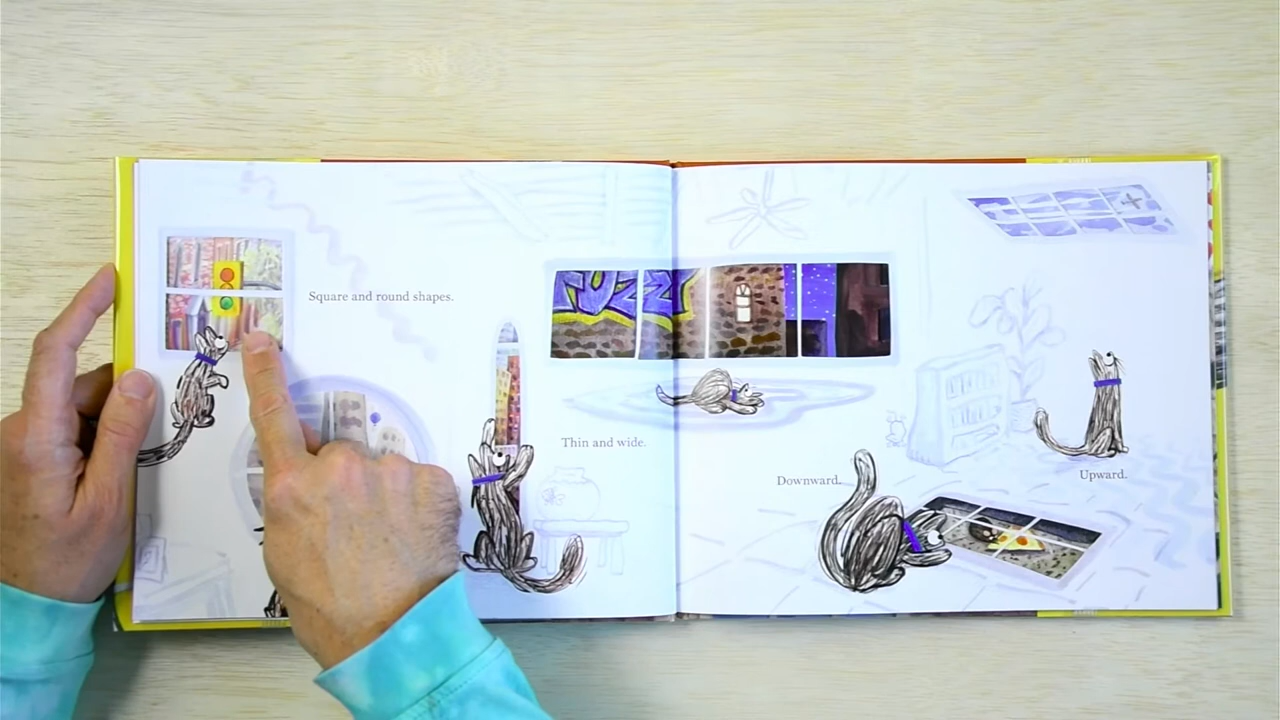 Square and round shapes.
FUZZ
Thin and wide.
Downward.
Upward.